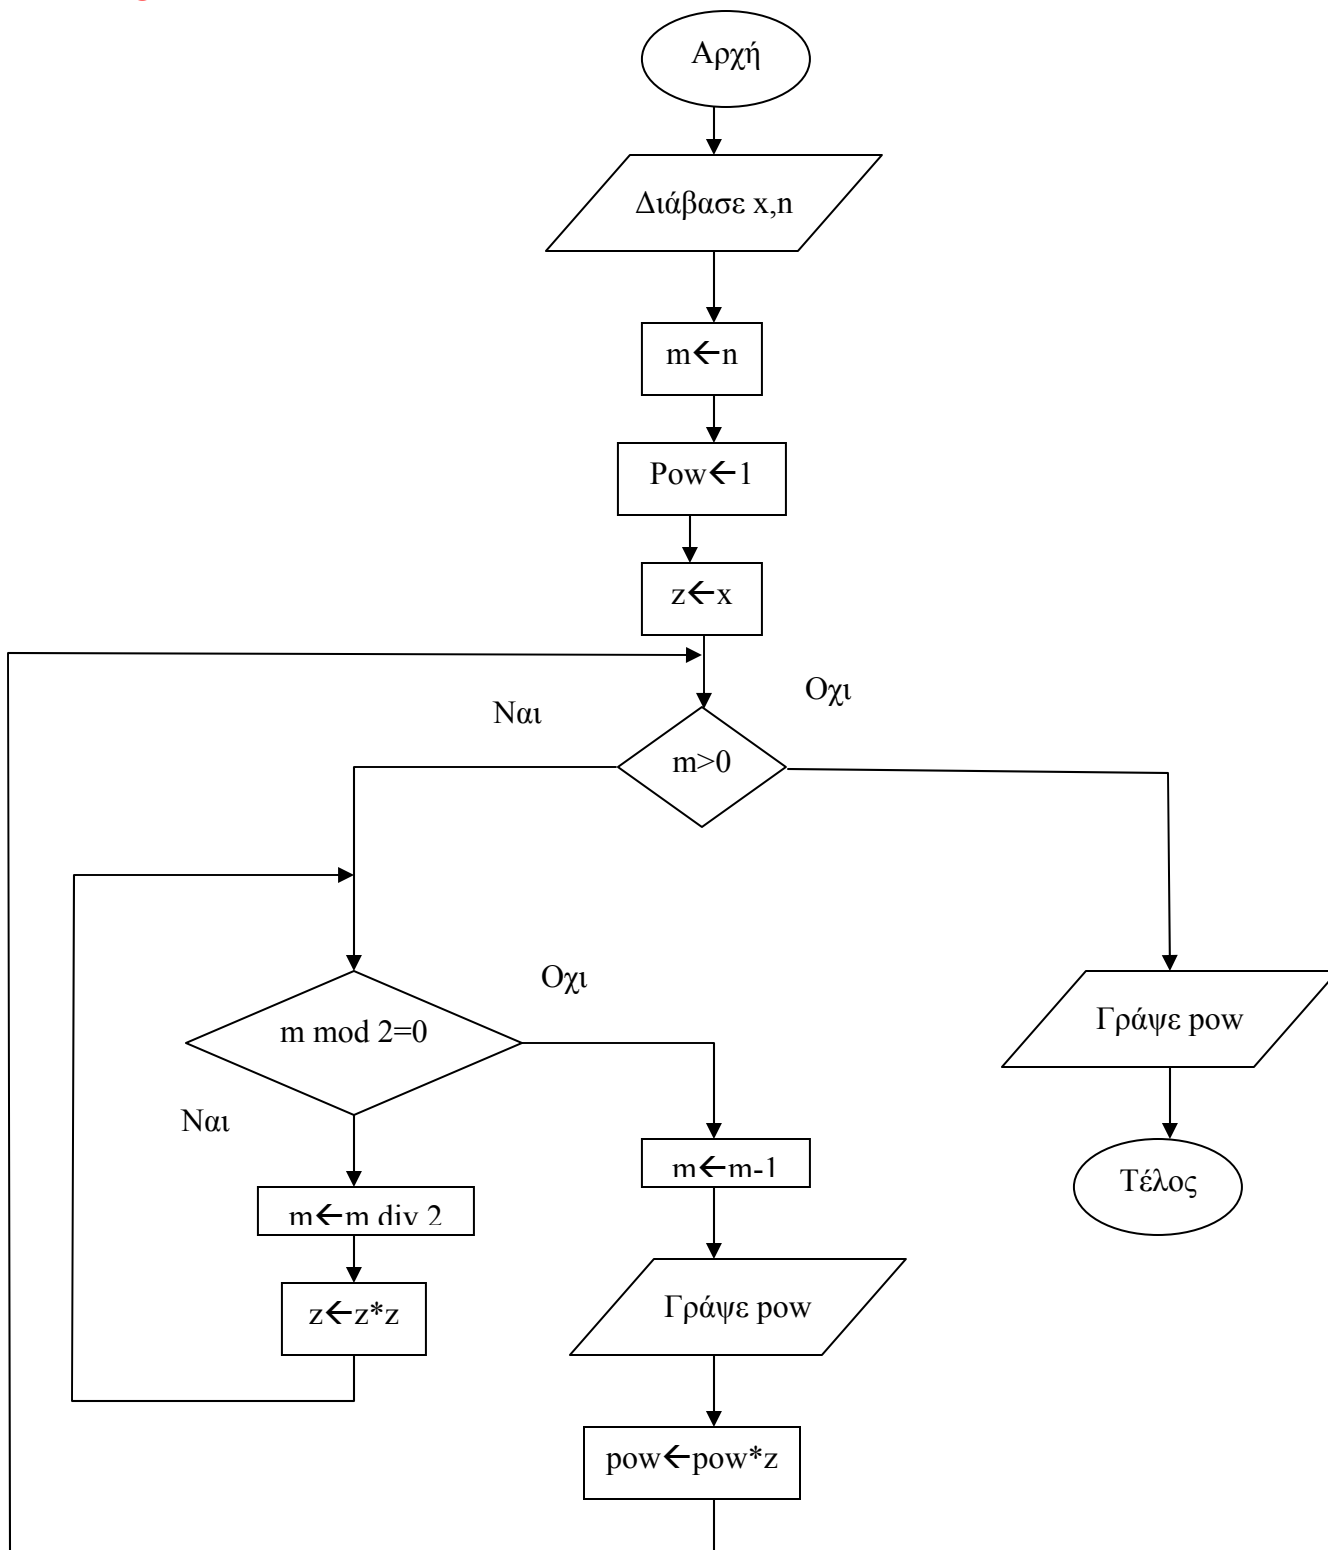 Αρχή
Διάβασε x,n
m←n
Pow←1
z←x
Ναι
Οχι
m>0
m mod 2=0
Οχι
Ναι
m←m div 2
z←z*z
m←m-1
Γράψε pow
pow←pow*z
Γράψε pow
Τέλος